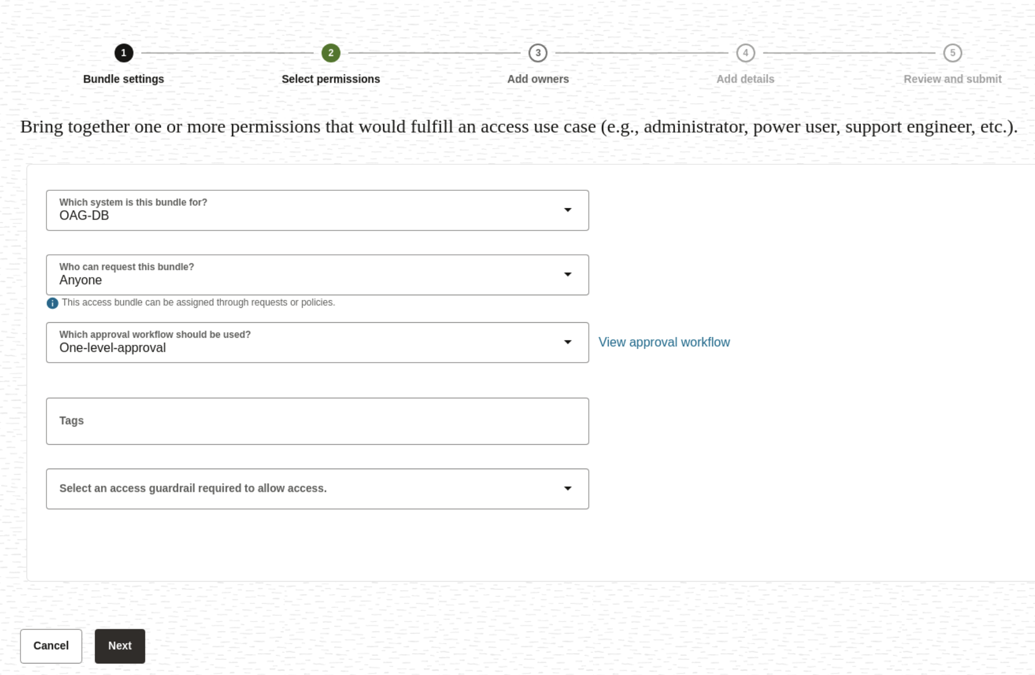 1
2
3
4
5
Bundle settings
Select permissions
Add owners
Add details
Review and submit
Bring together one or more permissions that would fulfill an access use case (e.g., administrator, power user, support engineer, etc.).
Which system is this bundle for?
OAG-DB
Who can request this bundle?
Anyone
This access bundle can be assigned through requests or policies.
Which approval workflow should be used?
One-level-approval
View approval workflow
Tags
Select an access guardrail required to allow access.
Cancel
Next